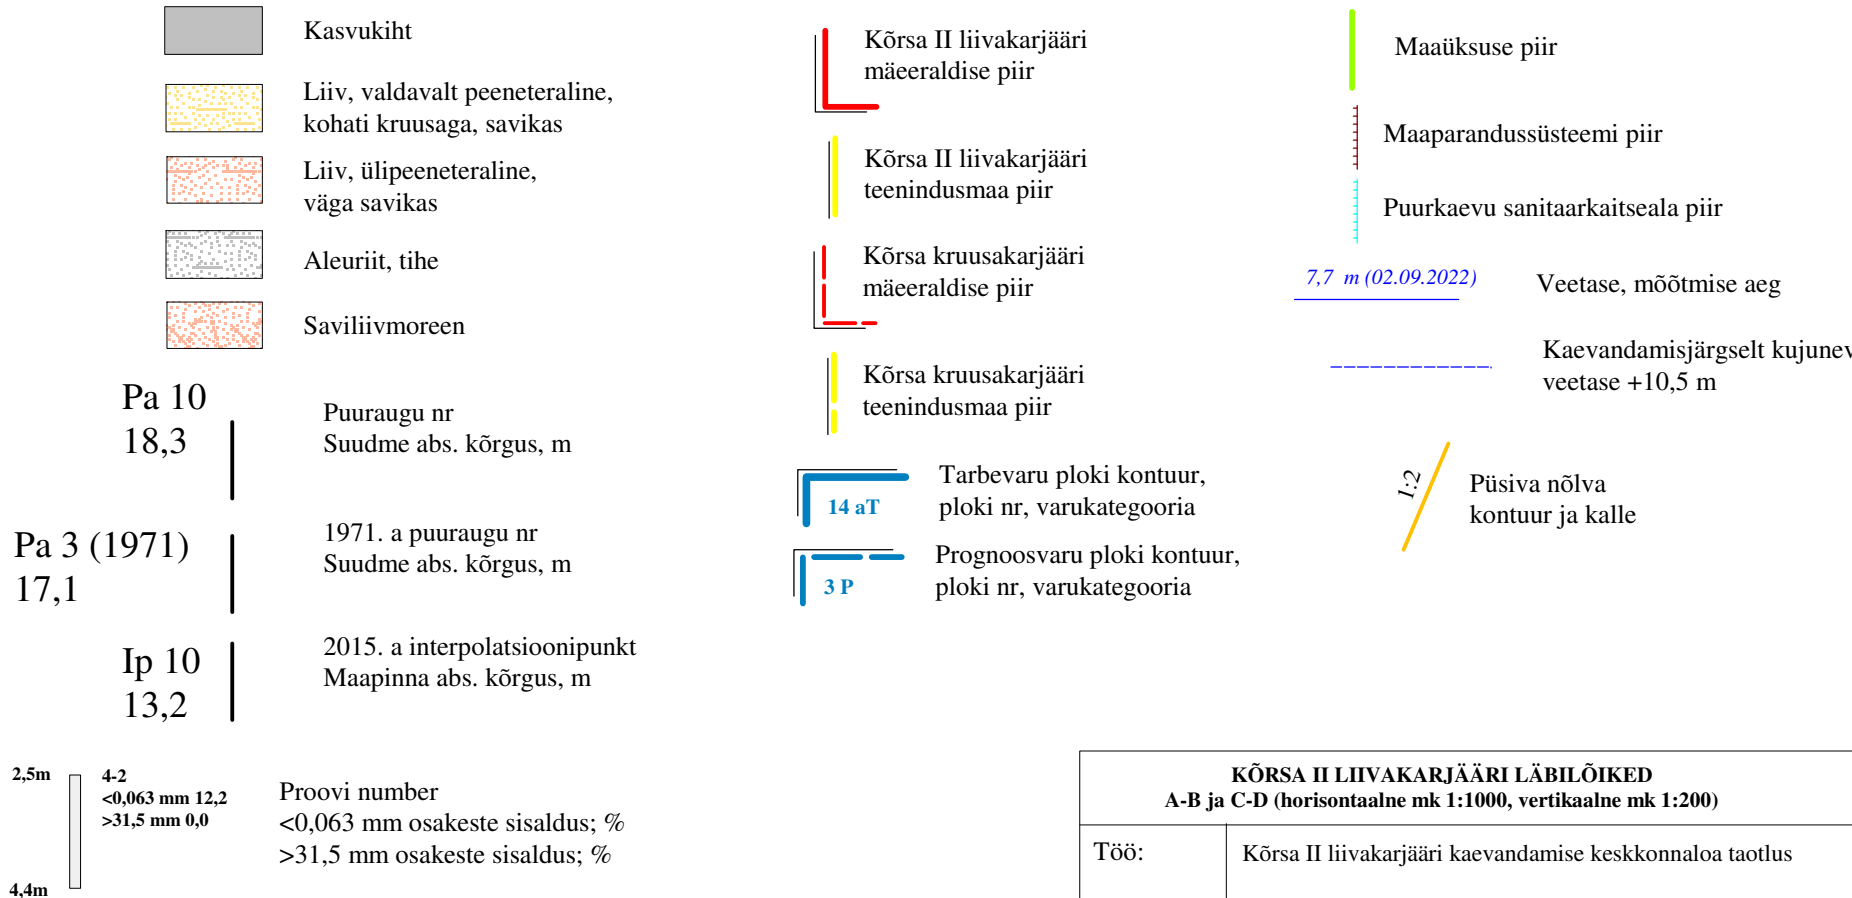 Kasvukiht
Liiv, valdavalt peeneteraline,
kohati kruusaga, savikas
Liiv, ülipeeneteraline,
väga savikas
Aleuriit, tihe
Saviliivmoreen
Pa 10
18,3
Puuraugu nr
Suudme abs. kõrgus, m
Pa 3 (1971)
17,1
1971. a puuraugu nr
Suudme abs. kõrgus, m
Ip 10
13,2
2015. a interpolatsioonipunkt
Maapinna abs. kõrgus, m
2,5m
4-2
<0,063 mm 12,2
>31,5 mm 0,0
4,4m
Proovi number
<0,063 mm osakeste sisaldus; %
>31,5 mm osakeste sisaldus; %
Kõrsa II liivakarjääri
mäeeraldise piir
Kõrsa II liivakarjääri
teenindusmaa piir
Kõrsa kruusakarjääri
mäeeraldise piir
Kõrsa kruusakarjääri
teenindusmaa piir
14 aT
Tarbevaru ploki kontuur,
ploki nr, varukategooria
3 P
Prognoosvaru ploki kontuur,
ploki nr, varukategooria
Maaüksuse piir
Maaparandussüsteemi piir
Puurkaevu sanitaarkaitseala piir
7,7 m (02.09.2022)
Veetase, mõõtmise aeg
Kaevandamisjärgselt kujunev
veetase +10,5 m
1:2
Püsiva nõlva
kontuur ja kalle
KÕRSA II LIIVAKARJÄÄRI LÄBILÕIKED
A-B ja C-D (horisontaalne mk 1:1000, vertikaalne mk 1:200)
Töö:
Kõrsa II liivakarjääri kaevandamise keskkonnaloa taotlus